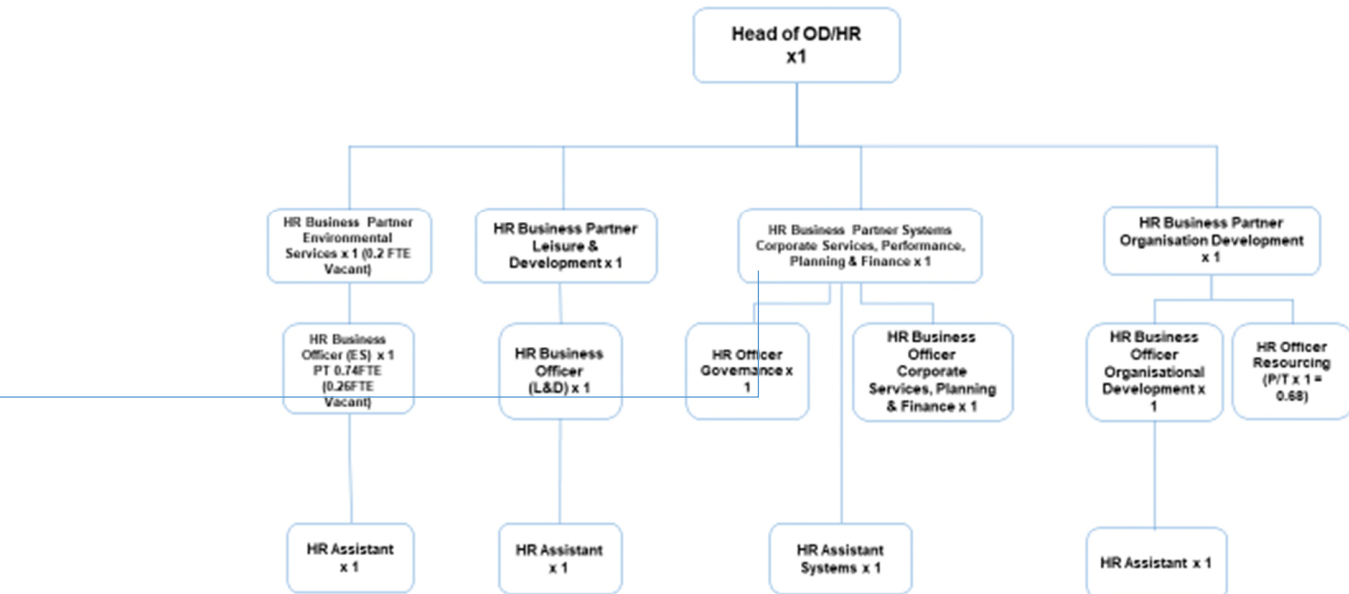 Head of OD/HR
x1
HR Business Partner
Environmental
Services x 1 (0.2 FTE
Vacant)
HR Business Partner
Leisure &
Development x 1
HR Business Partner Systems
Corporate Services, Performance,
Planning & Finance x 1
HR Business Partner
Organisation Development
x 1
HR Business
Officer (ES) x 1
PT 0.74FTE
(0.26FTE
Vacant)
HR Business
Officer
(L&D) x 1
HR Officer
Governance x
1
HR Business
Officer
Corporate
Services, Planning
& Finance x 1
HR Business
Officer
Organisational
Development x
1
HR Officer
Resourcing
(P/T x 1 =
0.68)
HR Assistant
x 1
HR Assistant
x 1
HR Assistant
Systems x 1
HR Assistant x 1